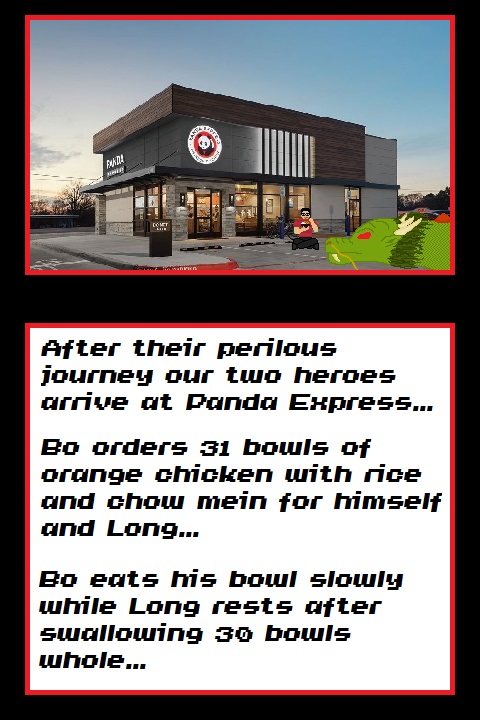 PANDA
After their perilous
journey our two heroes
arrive at Panda Express...
Bo orders 31 bowls of
orange chicken with rice
and chow mein for himself
and Long...
Bo eats his bowl slowly
while Long rests after
swallowing 30 bowls
whole...